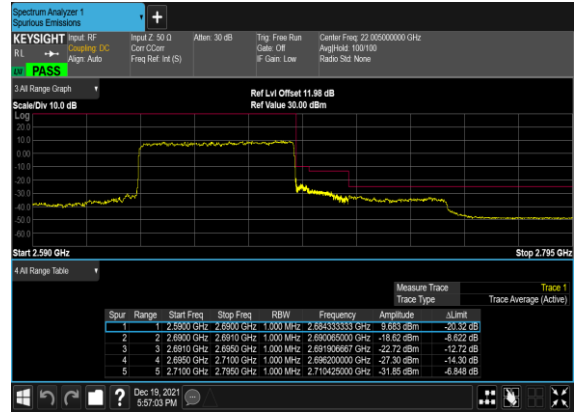 Spectrum Analyzer 1
Spurious Emissions
KEYSIGHT
RL
Input: RF
Coupling: DC
Align: Auto
Input Z: 50 Ω
Corr CCorr
Freq Ref: Int (S)
Atten: 30 dB
Trig: Free Run
Gate: Off
IF Gain: Low
Center Freq: 22.005000000 GHz
Avg|Hold: 100/100
Radio Std: None
LM PASS
3 All Range Graph
Ref Lvl Offset 11.98 dB
Scale/Div 10.0 dB
Ref Value 30.00 dBm
Log
20.0
10.0
0.00
-10.0
-20.0
-30.0
-40.0
-50.0
-60.0
Start 2.590 GHz
Stop 2.795 GHz
4 All Range Table
Measure Trace Trace 1
Trace Type Trace Average (Active)
Spur Range Start Freq Stop Freq RBW Frequency Amplitude ΔLimit
1 1 2.5900 GHz 2.6900 GHz 1.000 MHz 2.684333333 GHz 9.683 dBm -20.32 dB
2 2 2.6900 GHz 2.6910 GHz 1.000 MHz 2.690065000 GHz -18.62 dBm -8.622 dB
3 3 2.6910 GHz 2.6950 GHz 1.000 MHz 2.691906667 GHz -22.72 dBm -12.72 dB
4 4 2.6950 GHz 2.7100 GHz 1.000 MHz 2.696200000 GHz -27.30 dBm -14.30 dB
5 5 2.7100 GHz 2.7950 GHz 1.000 MHz 2.710425000 GHz -31.85 dBm -6.848 dB
?
Dec 19, 2021
5:57:03 PM